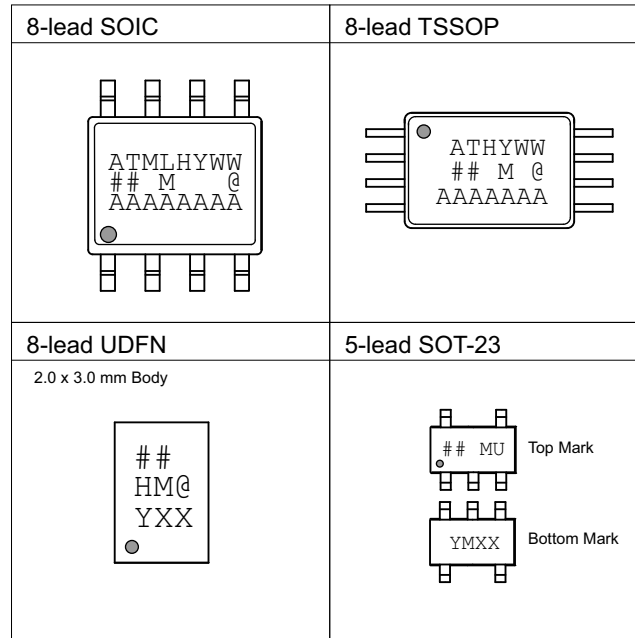 8-lead SOIC
ATMLHYWW
## M @
AAAAAAAA
8-lead TSSOP
ATHYWW
## M @
AAAAAAA
8-lead UDFN
2.0 x 3.0 mm Body
##
HM@
YXX
5-lead SOT-23
## MU
Top Mark
YMXX
Bottom Mark